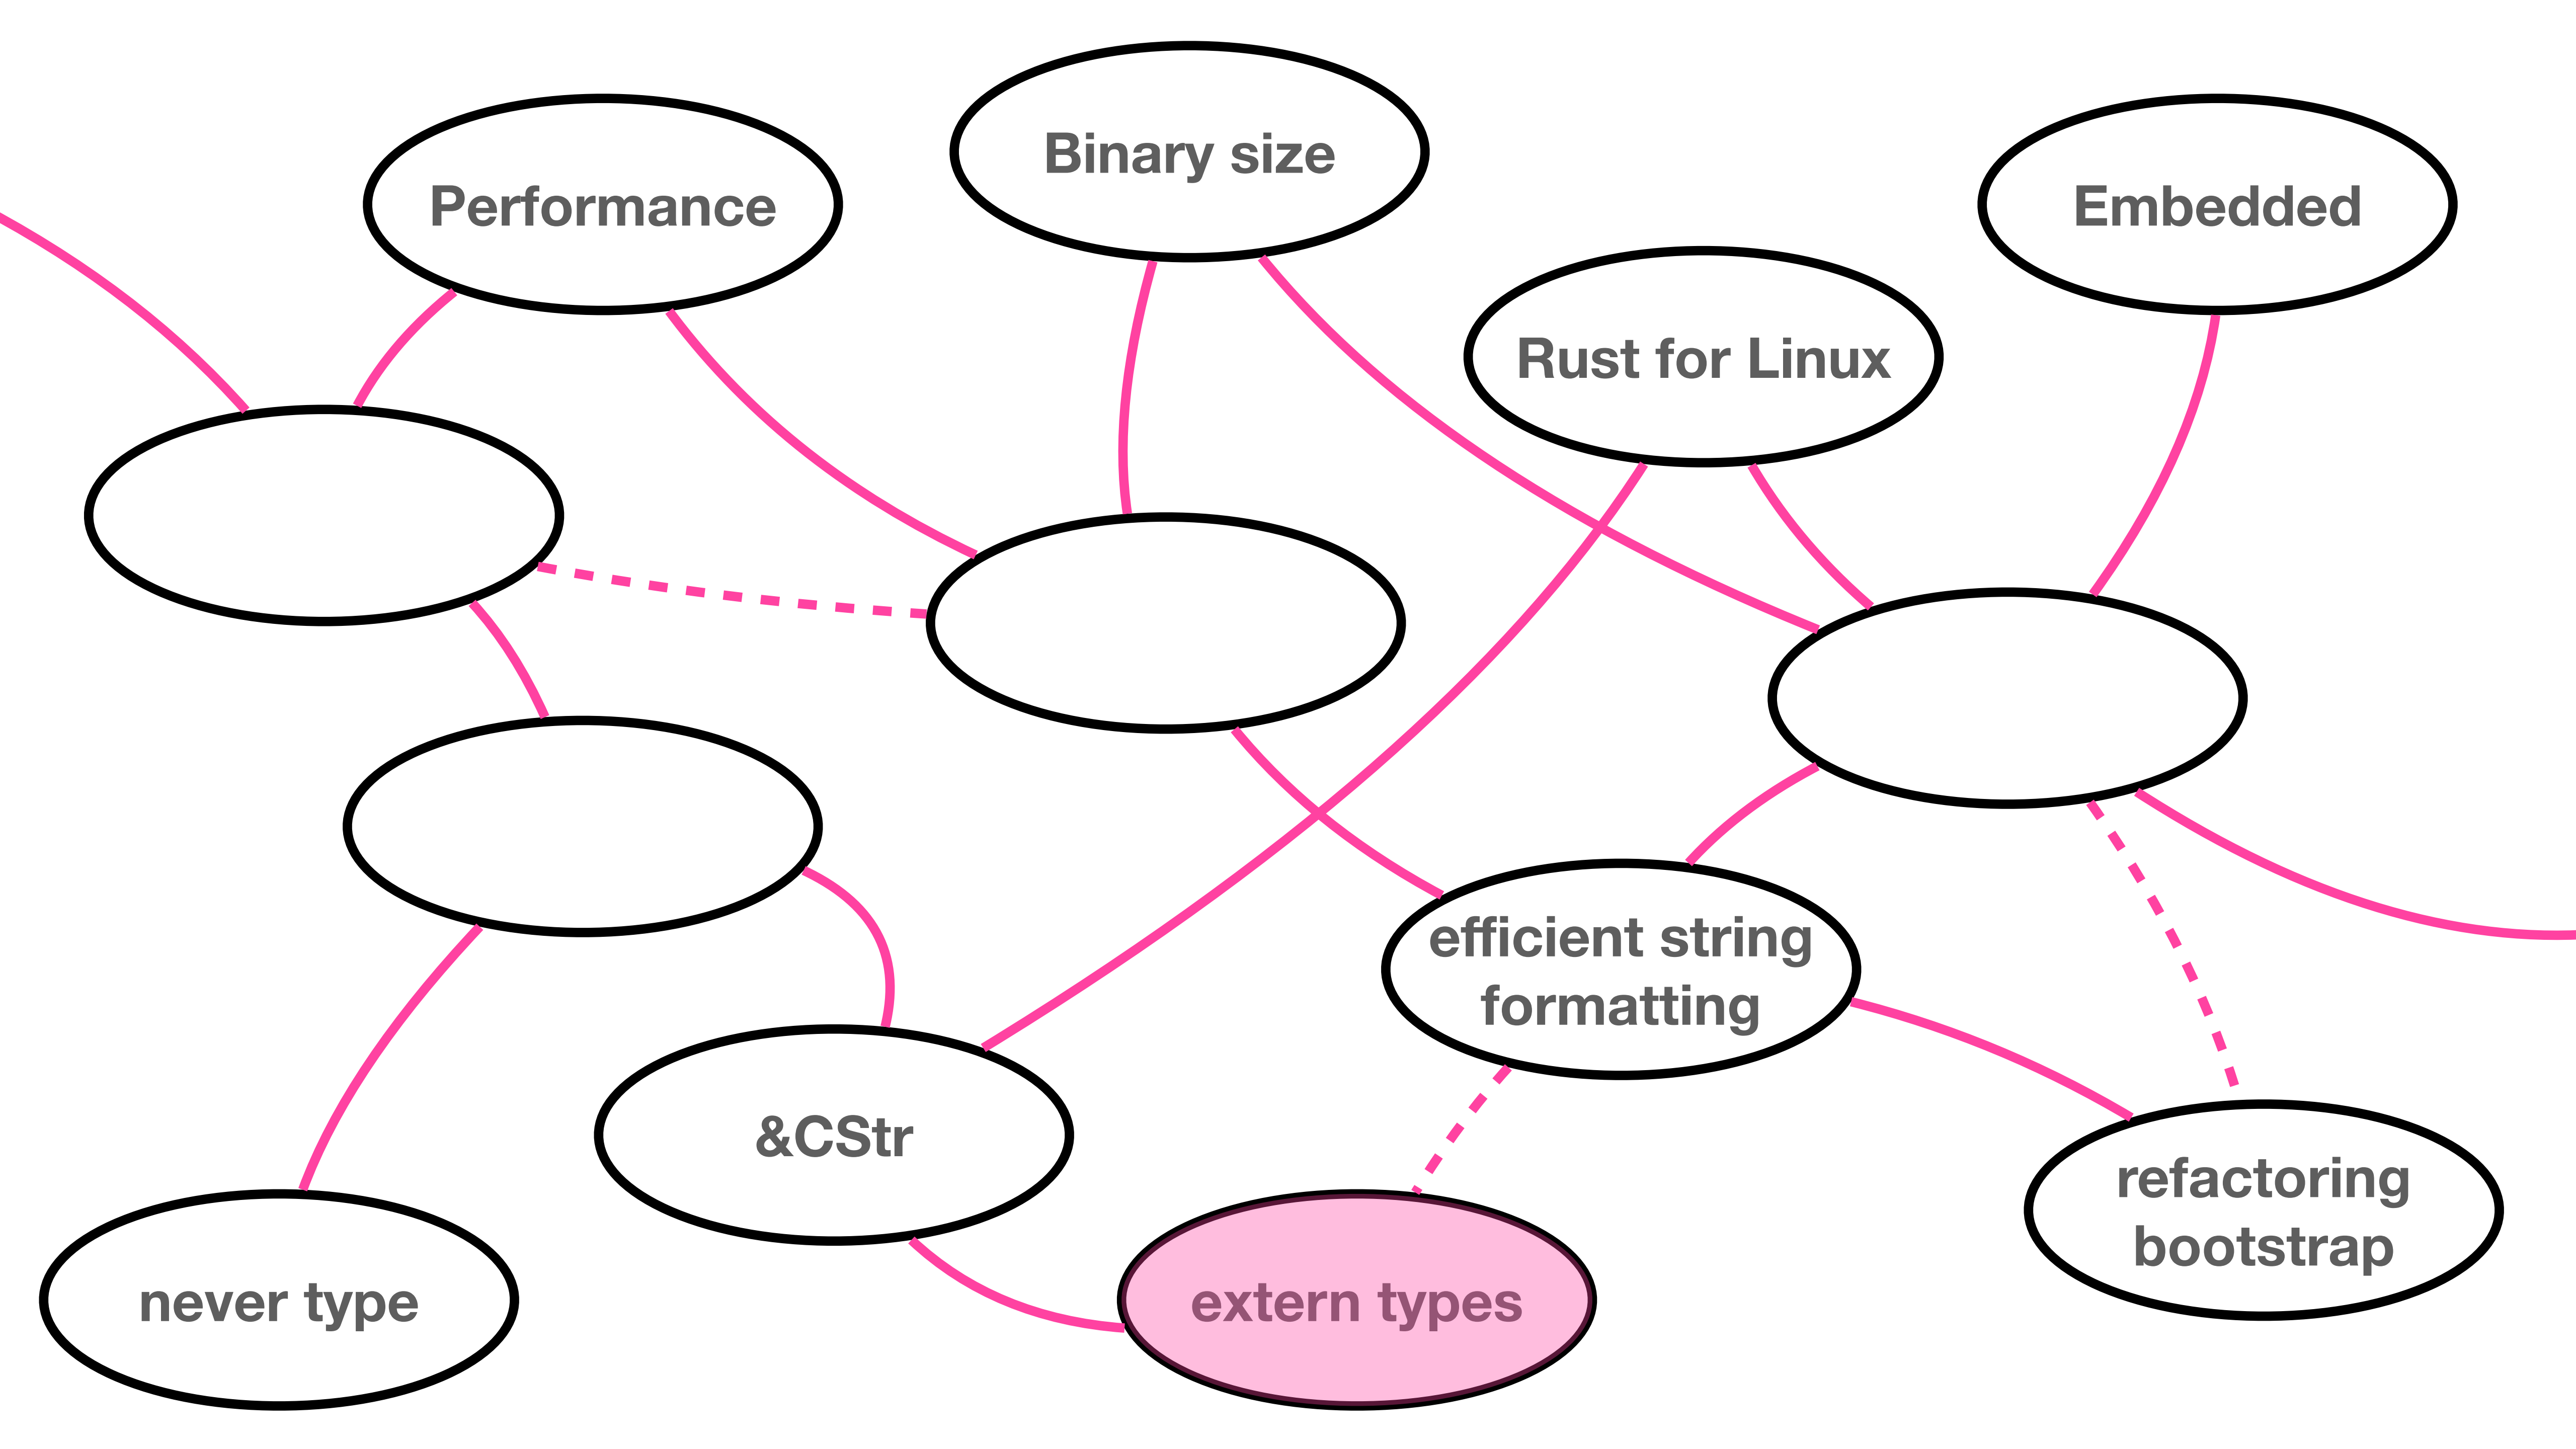 Binary size
Performance
Embedded
Rust for Linux
efficient string
formatting
&CStr
refactoring
bootstrap
never type
extern types